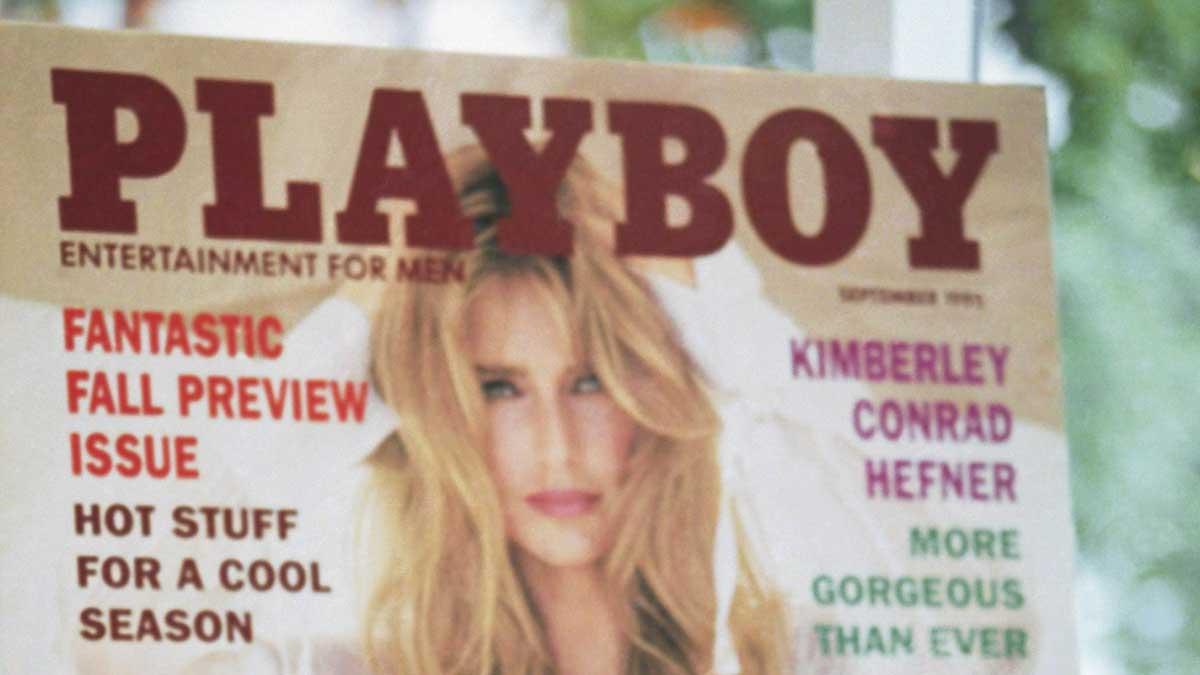 PLAYBOY
ENTERTAINMENT FOR MEN
SEPTEMBER
FANTASTIC
FALL PREVIEW
ISSUE
HOT STUFF
FOR A COOL
SEASON
KIMBERLEY
CONRAD
HEFNER
MORE
GORGEOUS
THAN EVER